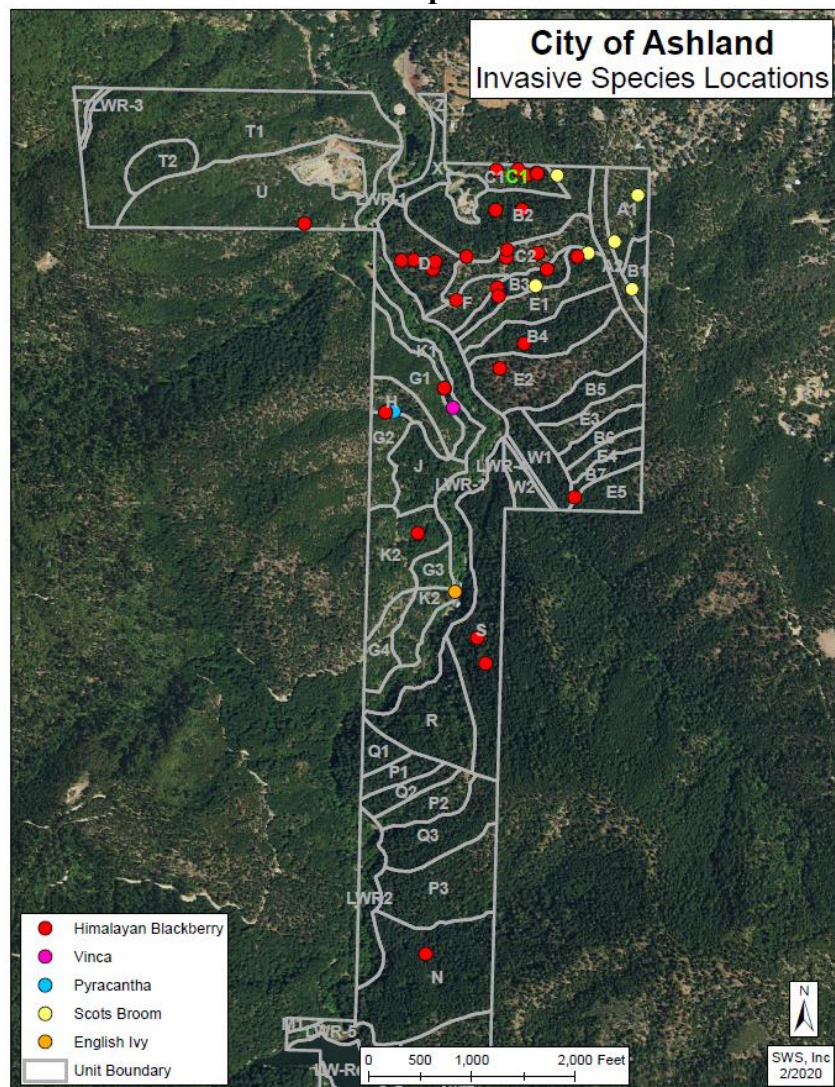 City of Ashland
Invasive Species Locations
Z
T1
LWR-3
T1
T2
U
LWR-1
X
Y
C1
C1
A1
B2
C2
A2
B1
D
B3
E1
F
B4
K1
G1
E2
B5
H
G2
E3
B6
W1
E4
J
LWR-1
W2
B7
E5
K2
G3
K2
S
G4
R
Q1
P1
Q2
P2
Q3
P3
LWR2
N
LWR-5
Himalayan Blackberry
Vinca
Pyracantha
Scots Broom
English Ivy
Unit Boundary
0 500 1,000 2,000 Feet
N
SWS, Inc
2/2020